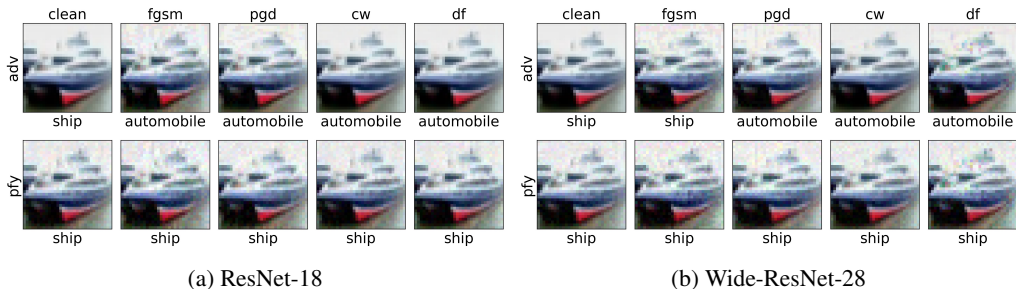 clean fgsm pgd cw df clean fgsm pgd cw df
adv adv
ship automobile automobile automobile automobile ship ship automobile automobile automobile
pfy pfy
ship ship ship ship ship ship ship ship ship ship
(a) ResNet-18 (b) Wide-ResNet-28